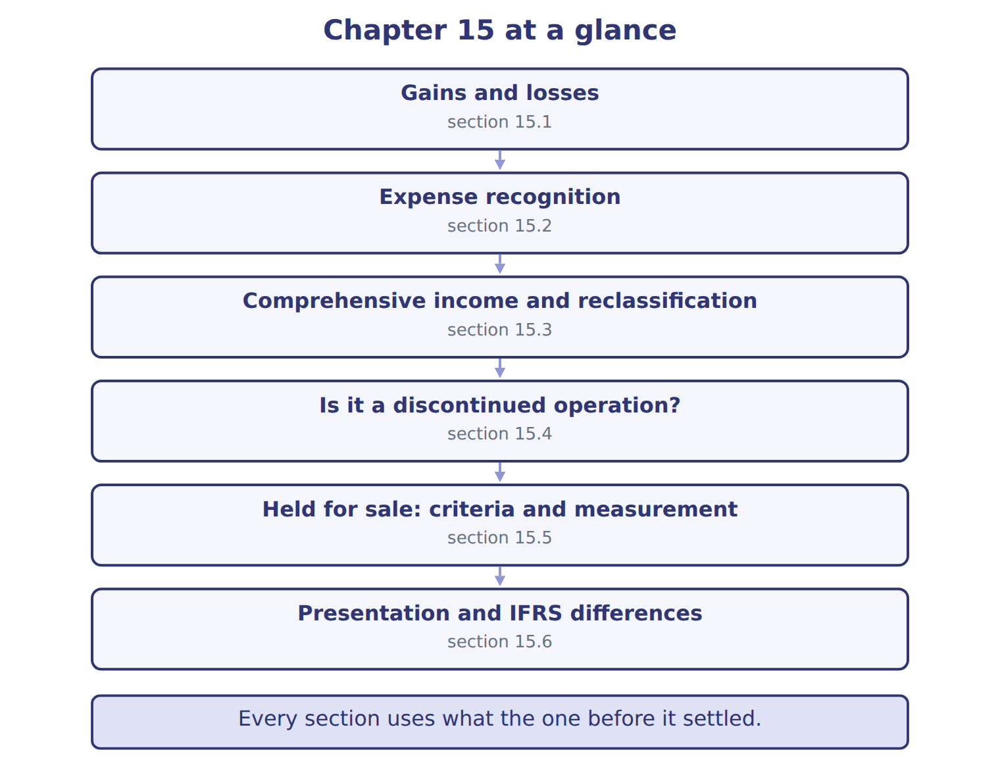 Chapter 15 at a glance
Gains and losses
section 15.1
Expense recognition
section 15.2
Comprehensive income and reclassification
section 15.3
Is it a discontinued operation?
section 15.4
Held for sale: criteria and measurement
section 15.5
Presentation and IFRS differences
section 15.6
Every section uses what the one before it settled.